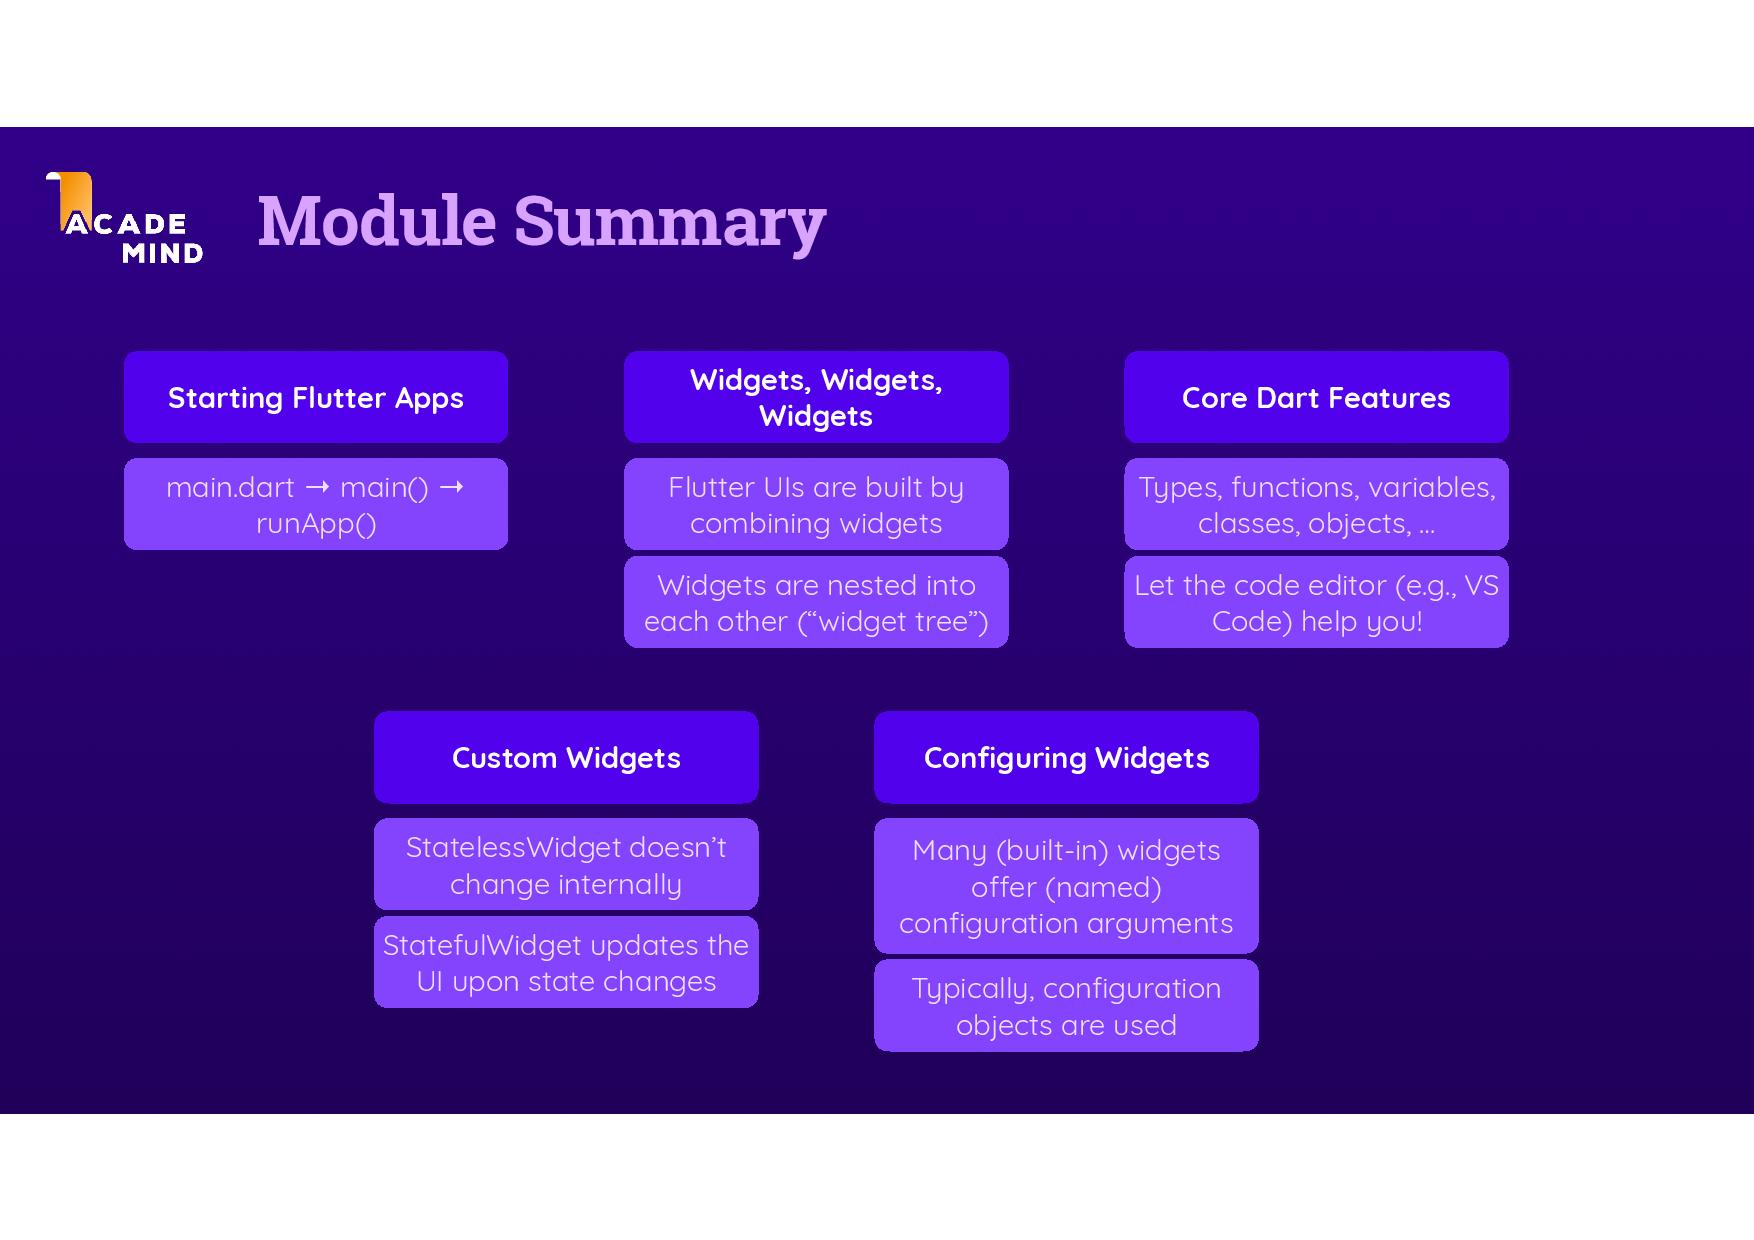 ACADE
MIND
Module Summary
Starting Flutter Apps
main.dart → main() →
runApp()
Widgets, Widgets,
Widgets
Flutter UIs are built by
combining widgets
Widgets are nested into
each other (“widget tree”)
Core Dart Features
Types, functions, variables,
classes, objects, …
Let the code editor (e.g., VS
Code) help you!
Custom Widgets
StatelessWidget doesn’t
change internally
StatefulWidget updates the
UI upon state changes
Configuring Widgets
Many (built-in) widgets
offer (named)
configuration arguments
Typically, configuration
objects are used